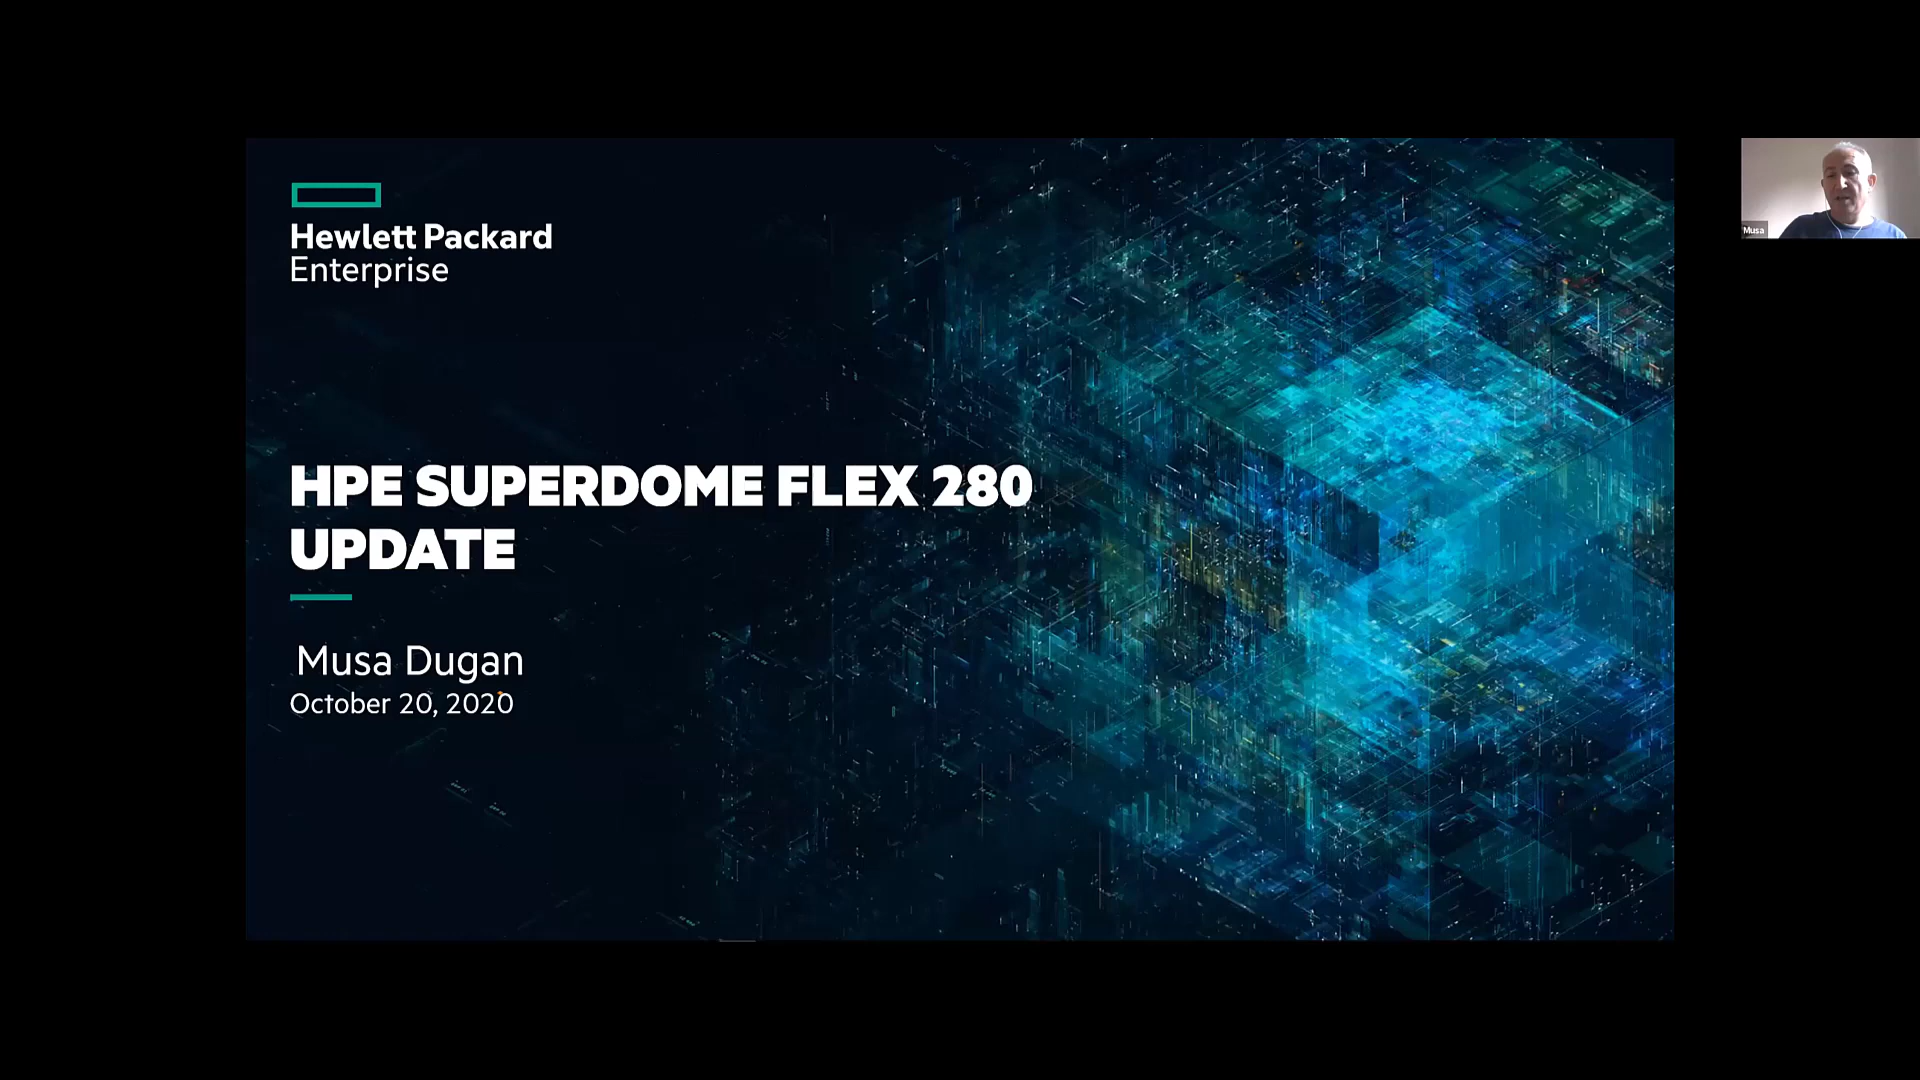 Hewlett Packard
Enterprise
HPE SUPERDOME FLEX 280
UPDATE
Musa Dugan
October 20, 2020
Musa